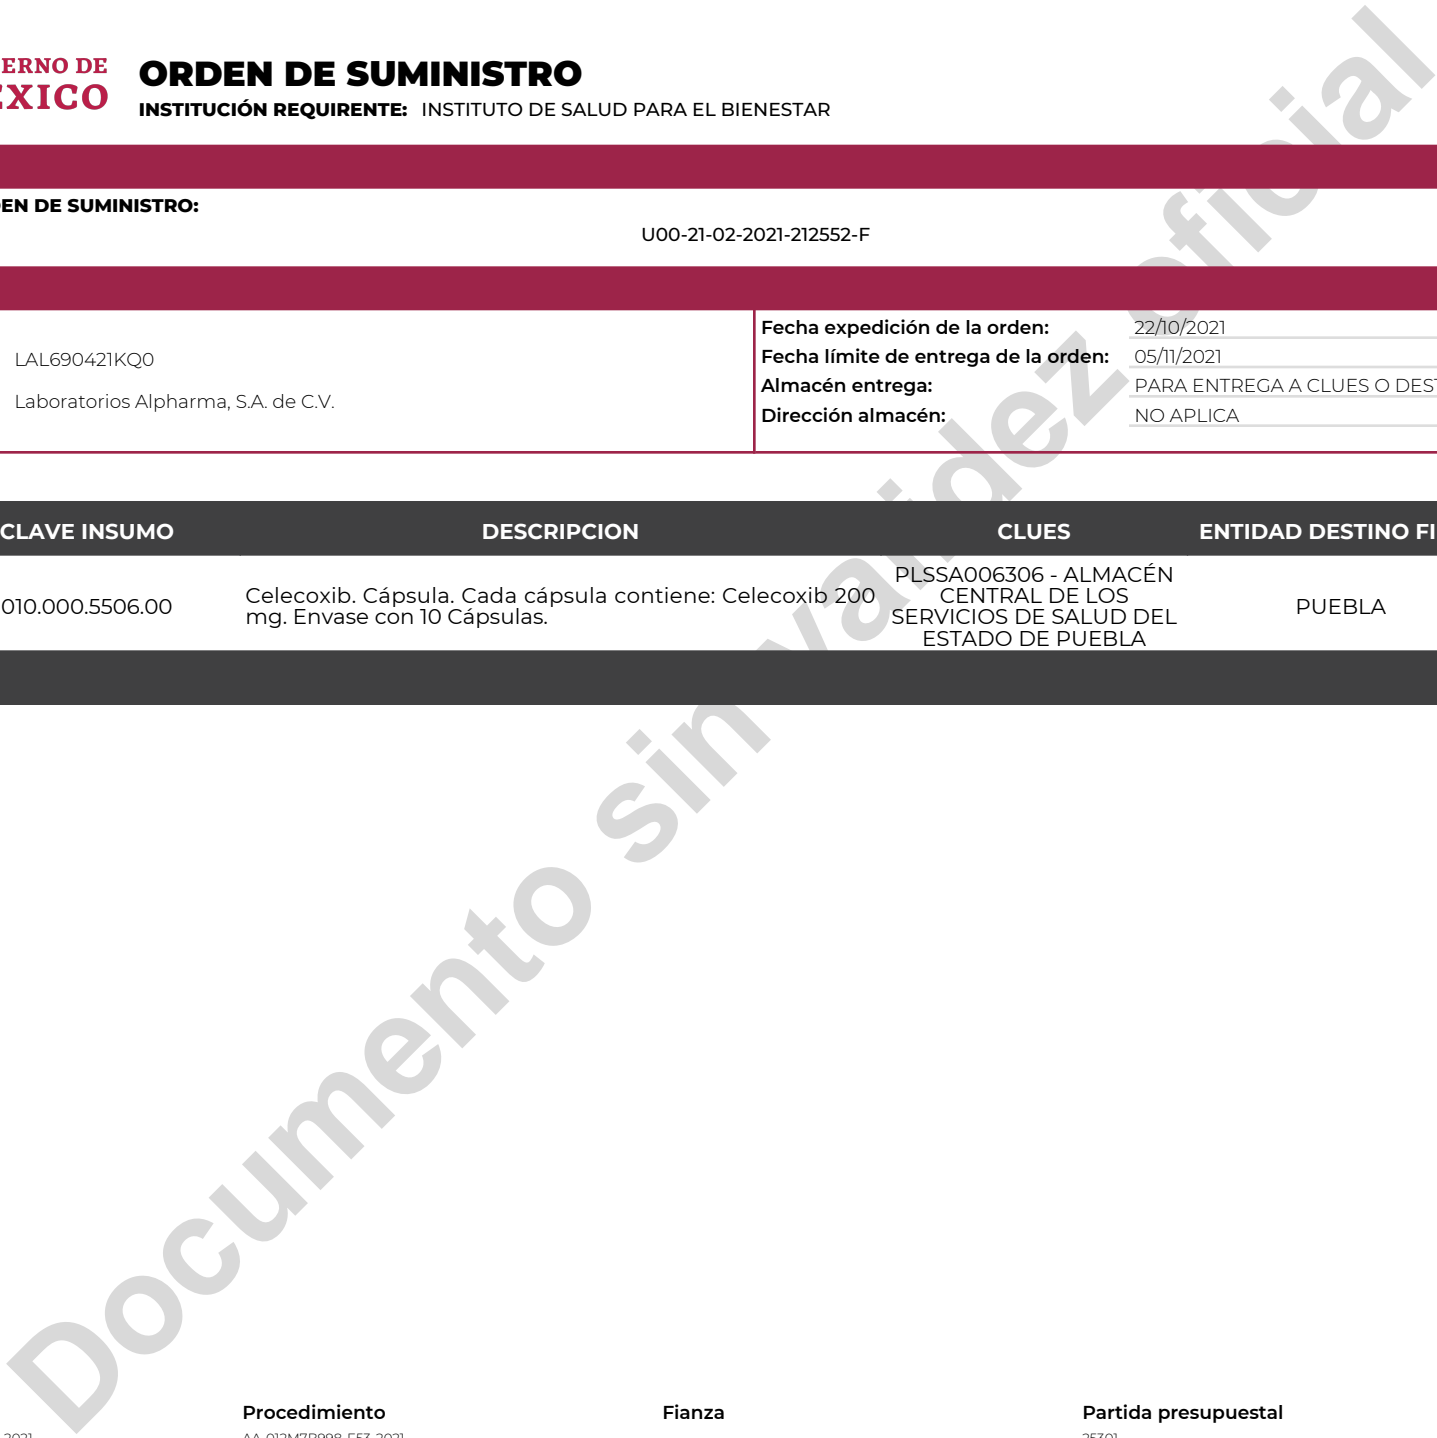 ERNO DE
ÉXICO
ORDEN DE SUMINISTRO
INSTITUCIÓN REQUIRENTE: INSTITUTO DE SALUD PARA EL BIENESTAR
EN DE SUMINISTRO:
U00-21-02-2021-212552-F
LAL690421KQ0
Laboratorios Alpharma, S.A. de C.V.
Fecha expedición de la orden: 22/10/2021
Fecha límite de entrega de la orden: 05/11/2021
Almacén entrega: PARA ENTREGA A CLUES O DEST
Dirección almacén: NO APLICA
CLAVE INSUMO DESCRIPCION CLUES ENTIDAD DESTINO FI
010.000.5506.00
Celecoxib. Cápsula. Cada cápsula contiene: Celecoxib 200
mg. Envase con 10 Cápsulas.
PLSSA006306 - ALMACÉN
CENTRAL DE LOS
SERVICIOS DE SALUD DEL
ESTADO DE PUEBLA
PUEBLA
Documento sin validez oficial
Procedimiento Fianza Partida presupuestal